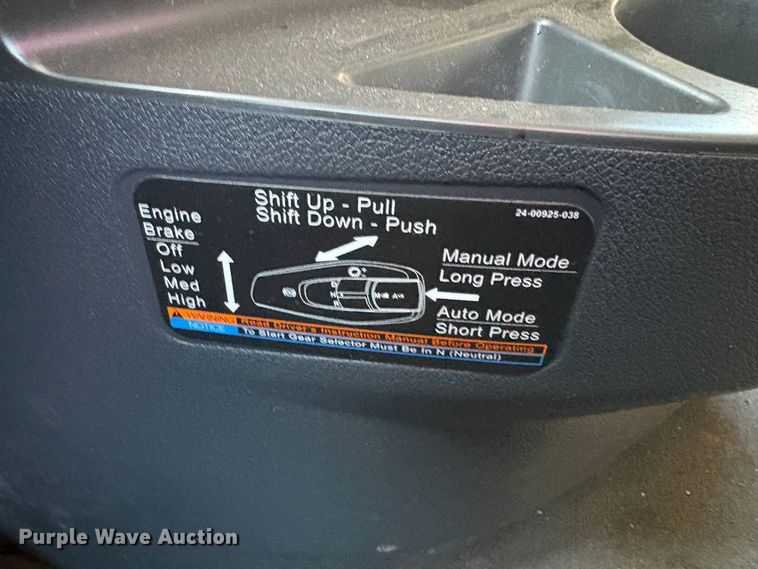 Shift Up - Pull
Shift Down - Push
24-00925-038
Engine
Brake
Off
Low
Med
High
Manual Mode
Long Press
Auto Mode
Short Press
WARNING Read Driver's Instruction Manual Before Operating
NOTICE To Start Gear Selector Must Be In N (Neutral)
Purple Wave Auction